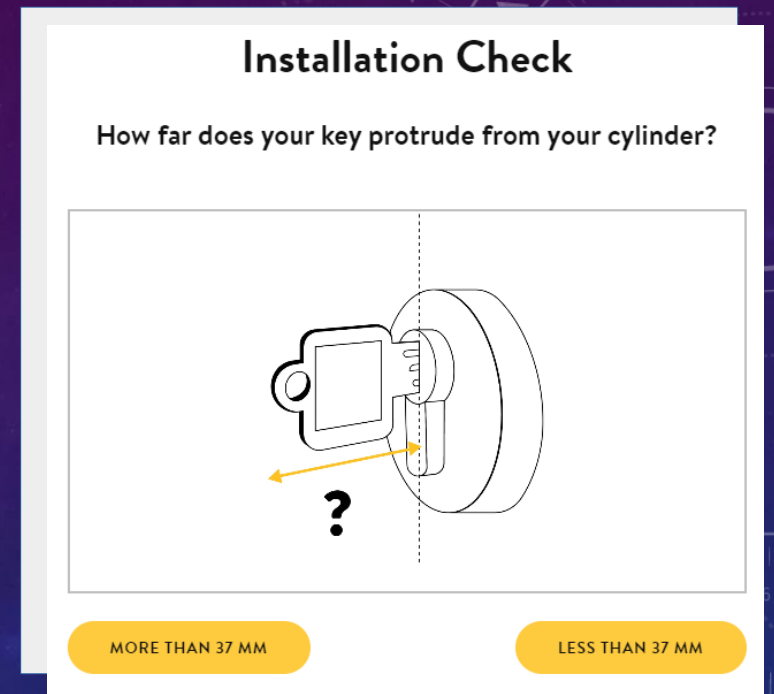 Installation Check
How far does your key protrude from your cylinder?
?
MORE THAN 37 MM
LESS THAN 37 MM